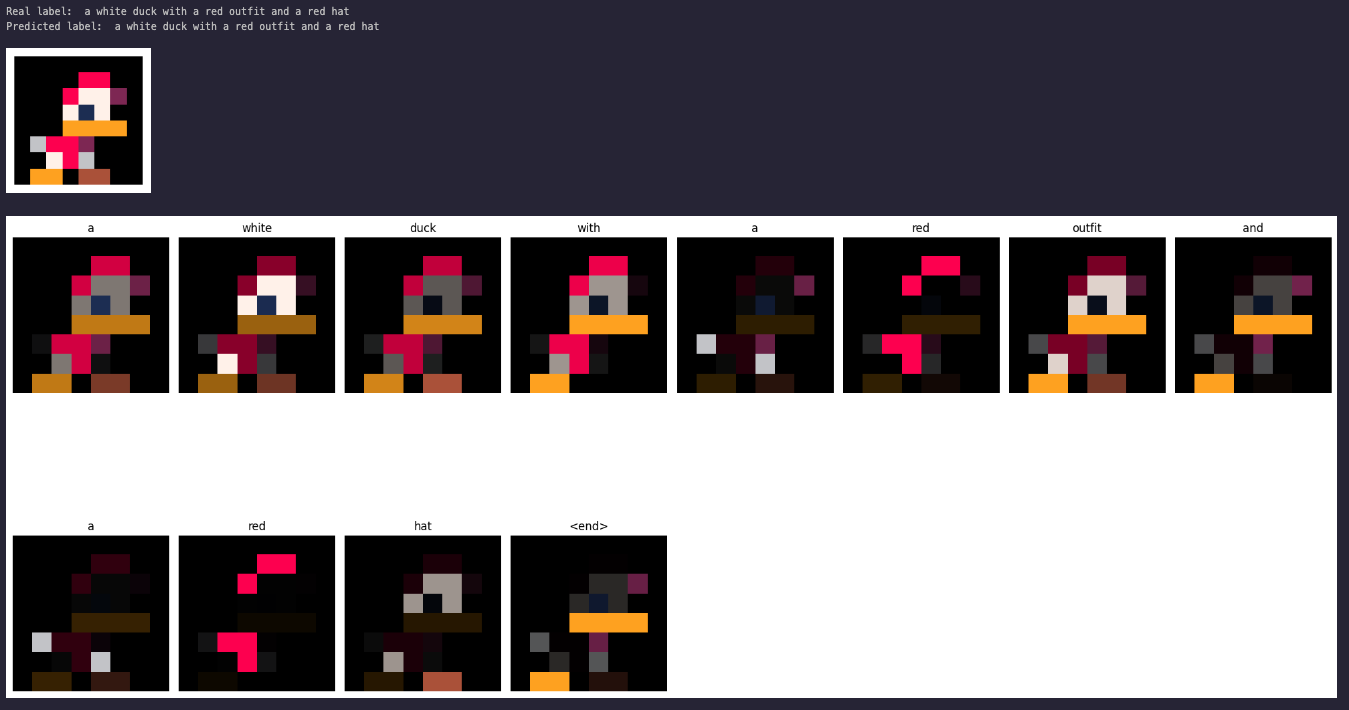 Real label:  a white duck with a red outfit and a red hat
Predicted label:  a white duck with a red outfit and a red hat
a white duck with a red outfit and
a red hat <end>